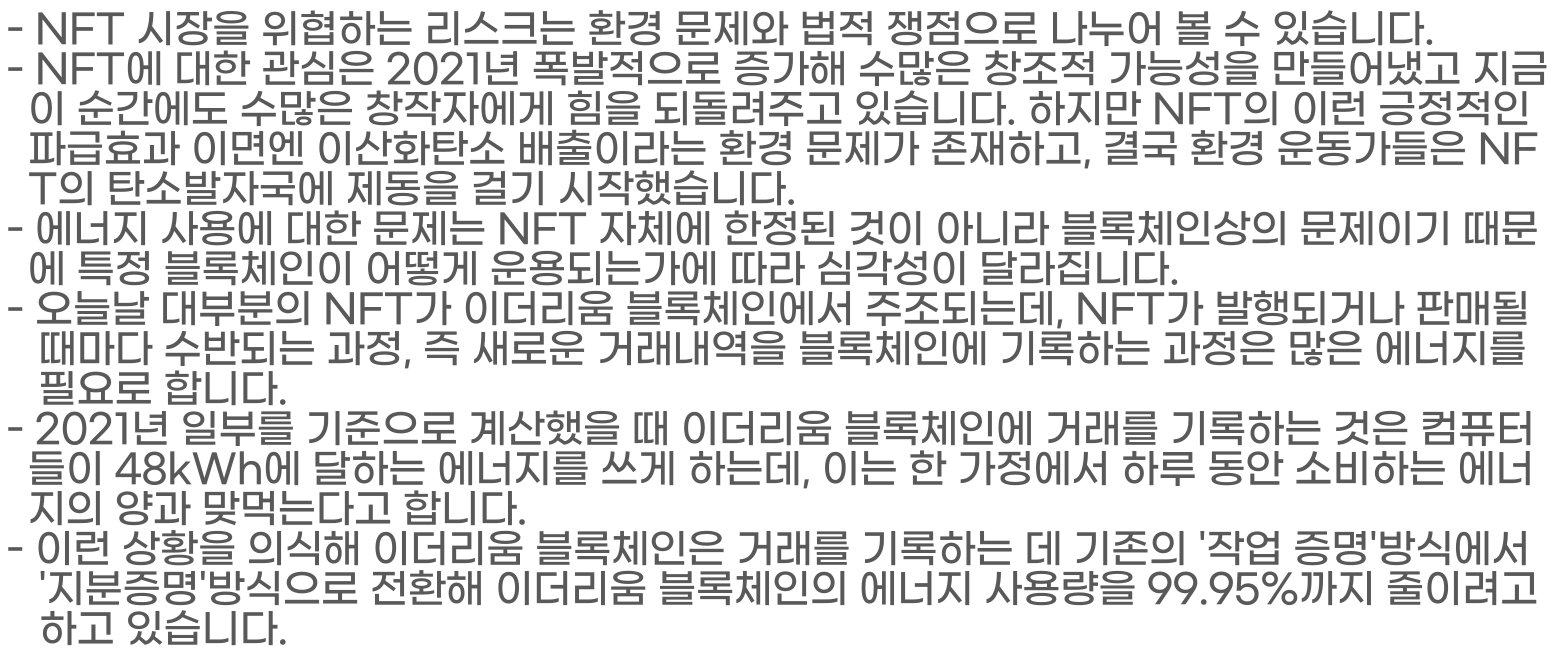 - NFT 시장을 위협하는 리스크는 환경 문제와 법적 쟁점으로 나누어 볼 수 있습니다.
- NFT에 대한 관심은 2021년 폭발적으로 증가해 수많은 창조적 가능성을 만들어냈고 지금
이 순간에도 수많은 창작자에게 힘을 되돌려주고 있습니다. 하지만 NFT의 이런 긍정적인
파급효과 이면엔 이산화탄소 배출이라는 환경 문제가 존재하고, 결국 환경 운동가들은 NF
T의 탄소발자국에 제동을 걸기 시작했습니다.
- 에너지 사용에 대한 문제는 NFT 자체에 한정된 것이 아니라 블록체인상의 문제이기 때문
에 특정 블록체인이 어떻게 운용되는가에 따라 심각성이 달라집니다.
- 오늘날 대부분의 NFT가 이더리움 블록체인에서 주조되는데, NFT가 발행되거나 판매될
때마다 수반되는 과정, 즉 새로운 거래내역을 블록체인에 기록하는 과정은 많은 에너지를
필요로 합니다.
- 2021년 일부를 기준으로 계산했을 때 이더리움 블록체인에 거래를 기록하는 것은 컴퓨터
들이 48kWh에 달하는 에너지를 쓰게 하는데, 이는 한 가정에서 하루 동안 소비하는 에너
지의 양과 맞먹는다고 합니다.
- 이런 상황을 의식해 이더리움 블록체인은 거래를 기록하는 데 기존의 '작업 증명'방식에서
'지분증명'방식으로 전환해 이더리움 블록체인의 에너지 사용량을 99.95%까지 줄이려고
하고 있습니다.